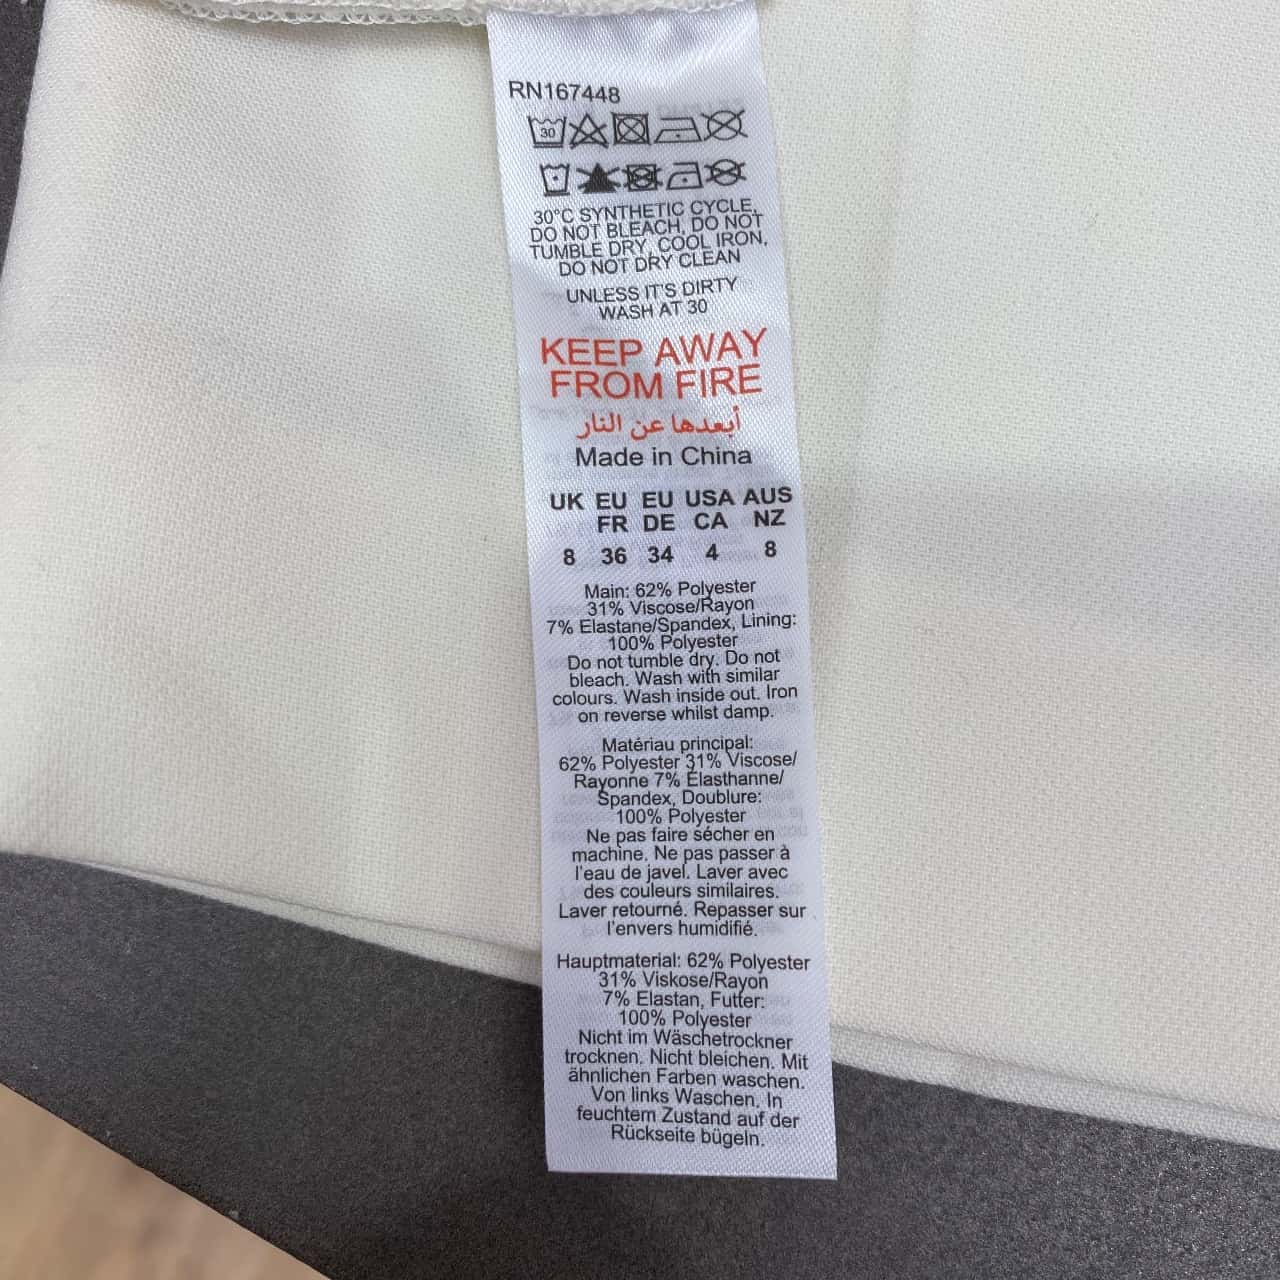 RN167448
30
30°C SYNTHETIC CYCLE,
DO NOT BLEACH, DO NOT
TUMBLE DRY, COOL IRON,
DO NOT DRY CLEAN
UNLESS IT'S DIRTY
WASH AT 30
KEEP AWAY
FROM FIRE
أبعدها عن النار
Made in China
UK EU EU USA AUS
FR DE CA NZ
8 36 34 4 8
Main: 62% Polyester
31% Viscose/Rayon
7% Elastane/Spandex, Lining:
100% Polyester
Do not tumble dry. Do not
bleach. Wash with similar
colours. Wash inside out. Iron
on reverse whilst damp.
Matériau principal:
62% Polyester 31% Viscose/
Rayonne 7% Élasthanne/
Spandex, Doublure:
100% Polyester
Ne pas faire sécher en
machine. Ne pas passer à
l'eau de javel. Laver avec
des couleurs similaires.
Laver retourné. Repasser sur
l'envers humidifié.
Hauptmaterial: 62% Polyester
31% Viskose/Rayon
7% Elastan, Futter:
100% Polyester
Nicht im Wäschetrockner
trocknen. Nicht bleichen. Mit
ähnlichen Farben waschen.
Von links Waschen. In
feuchtem Zustand auf der
Rückseite bügeln.